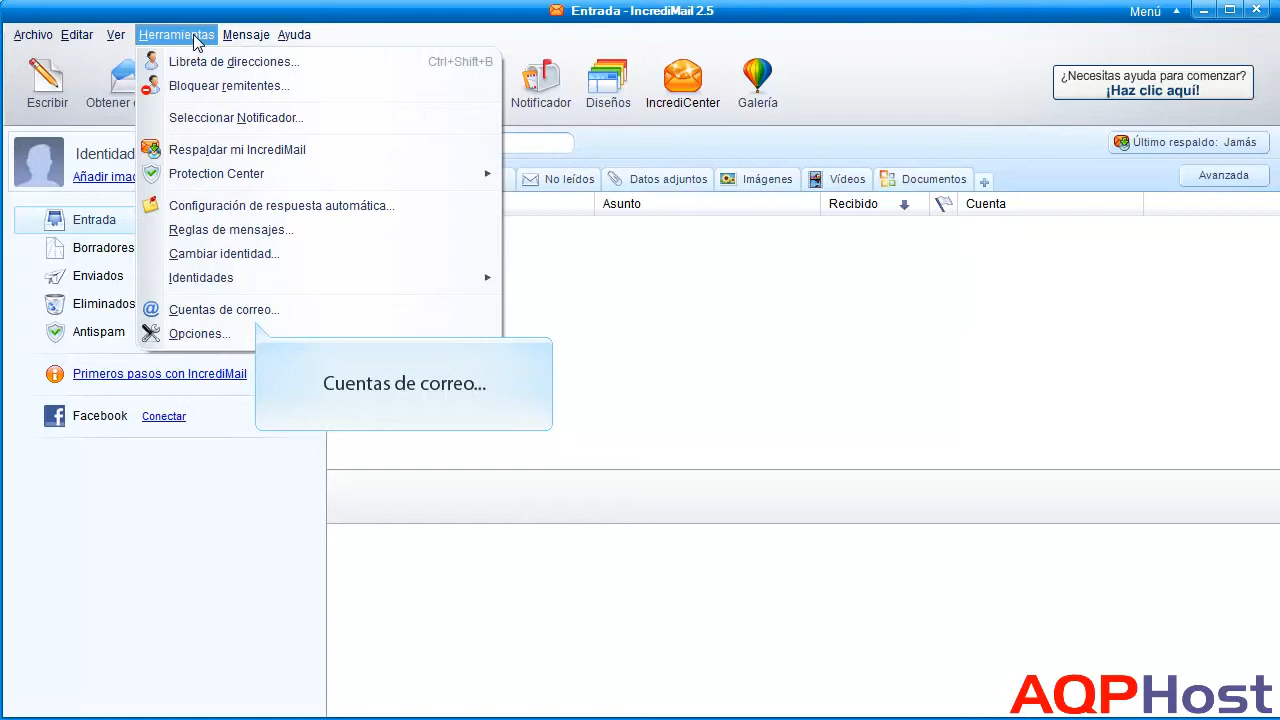 Entrada - IncrediMail 2.5
Menú
Archivo Editar Ver Herramientas Mensaje Ayuda
Escribir
Obtener
Notificador
Diseños
IncrediCenter
Galería
¿Necesitas ayuda para comenzar?
¡Haz clic aquí!
Libreta de direcciones... Ctrl+Shift+B
Bloquear remitentes...
Seleccionar Notificador...
Respaldar mi IncrediMail
Protection Center
Configuración de respuesta automática...
Reglas de mensajes...
Cambiar identidad...
Identidades
Cuentas de correo...
Opciones...
Identidad
Añadir
Último respaldo: Jamás
No leídos
Datos adjuntos
Imágenes
Vídeos
Documentos
Avanzada
Asunto
Recibido
Cuenta
Entrada
Borradores
Enviados
Eliminados
Antispam
Primeros pasos con IncrediMail
Facebook Conectar
Cuentas de correo...
AQPHost